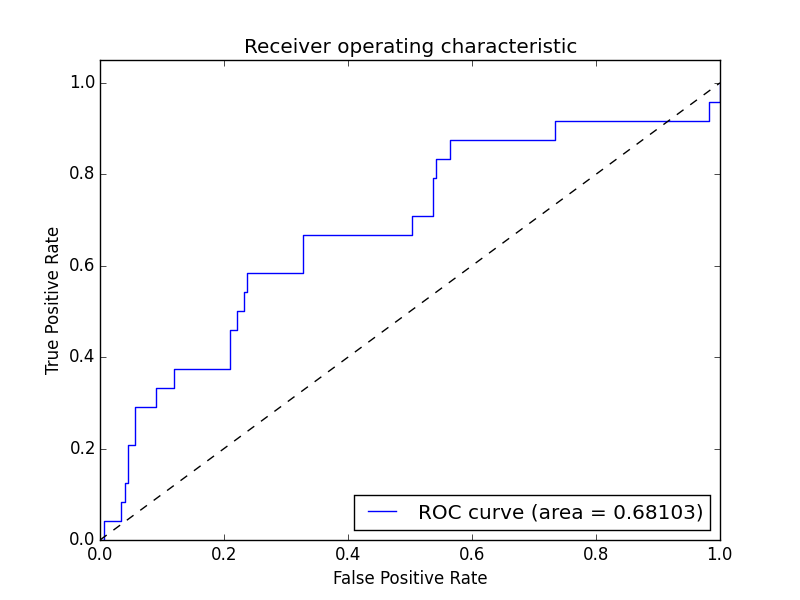 Receiver operating characteristic
1.0
0.8
0.6
0.4
0.2
0.0
True Positive Rate
ROC curve (area = 0.68103)
0.0 0.2 0.4 0.6 0.8 1.0
False Positive Rate